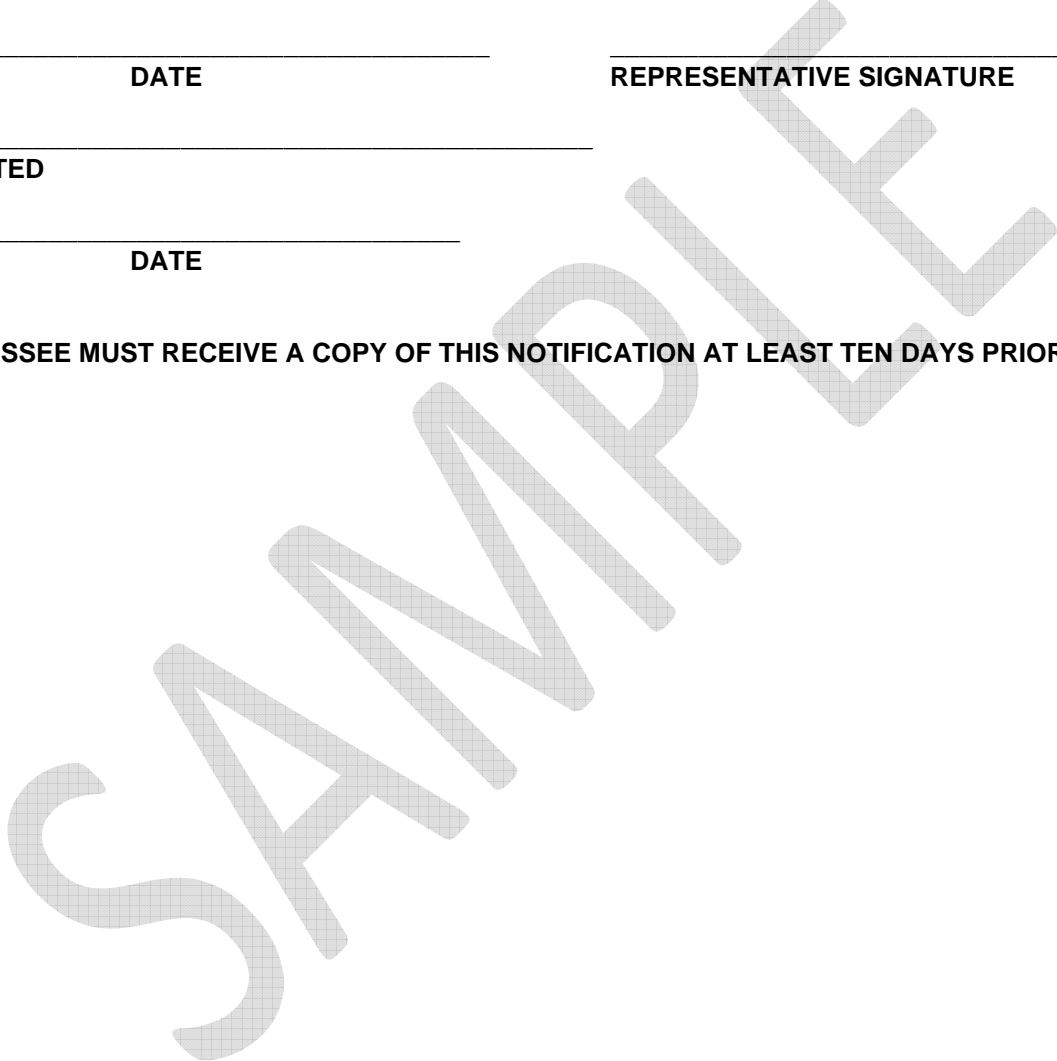 DATE REPRESENTATIVE SIGNATURE
TED
DATE
SSEE MUST RECEIVE A COPY OF THIS NOTIFICATION AT LEAST TEN DAYS PRIOR
SAMPLE